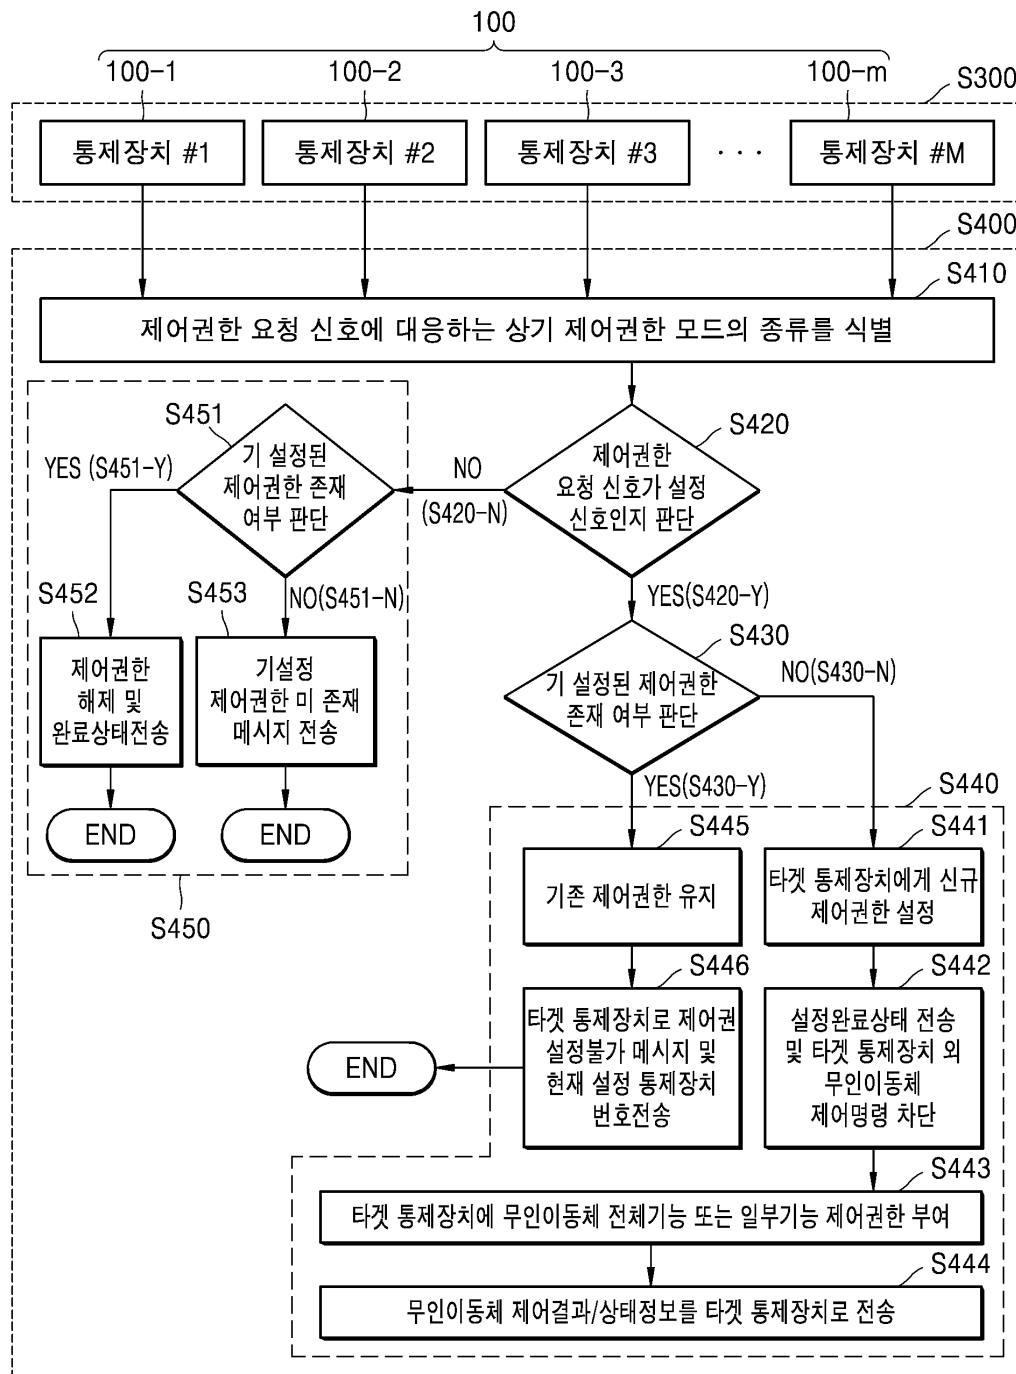 100
100-1
100-2
100-3
100-m
S300
통제장치 #1
통제장치 #2
통제장치 #3
· · ·
통제장치 #M
S400
S410
제어권한 요청 신호에 대응하는 상기 제어권한 모드의 종류를 식별
S451
YES (S451-Y)
기 설정된
제어권한 존재
여부 판단
NO
(S420-N)
S420
제어권한
요청 신호가 설정
신호인지 판단
S452
S453
NO(S451-N)
YES(S420-Y)
제어권한
해제 및
완료상태전송
기설정
제어권한 미 존재
메시지 전송
S430
기 설정된 제어권한
존재 여부 판단
NO(S430-N)
END
END
S450
YES(S430-Y)
S440
S445
S441
기존 제어권한 유지
타겟 통제장치에게 신규
제어권한 설정
S446
S442
END
타겟 통제장치로 제어권
설정불가 메시지 및
현재 설정 통제장치
번호전송
설정완료상태 전송
및 타겟 통제장치 외
무인이동체
제어명령 차단
S443
타겟 통제장치에 무인이동체 전체기능 또는 일부기능 제어권한 부여
S444
무인이동체 제어결과/상태정보를 타겟 통제장치로 전송